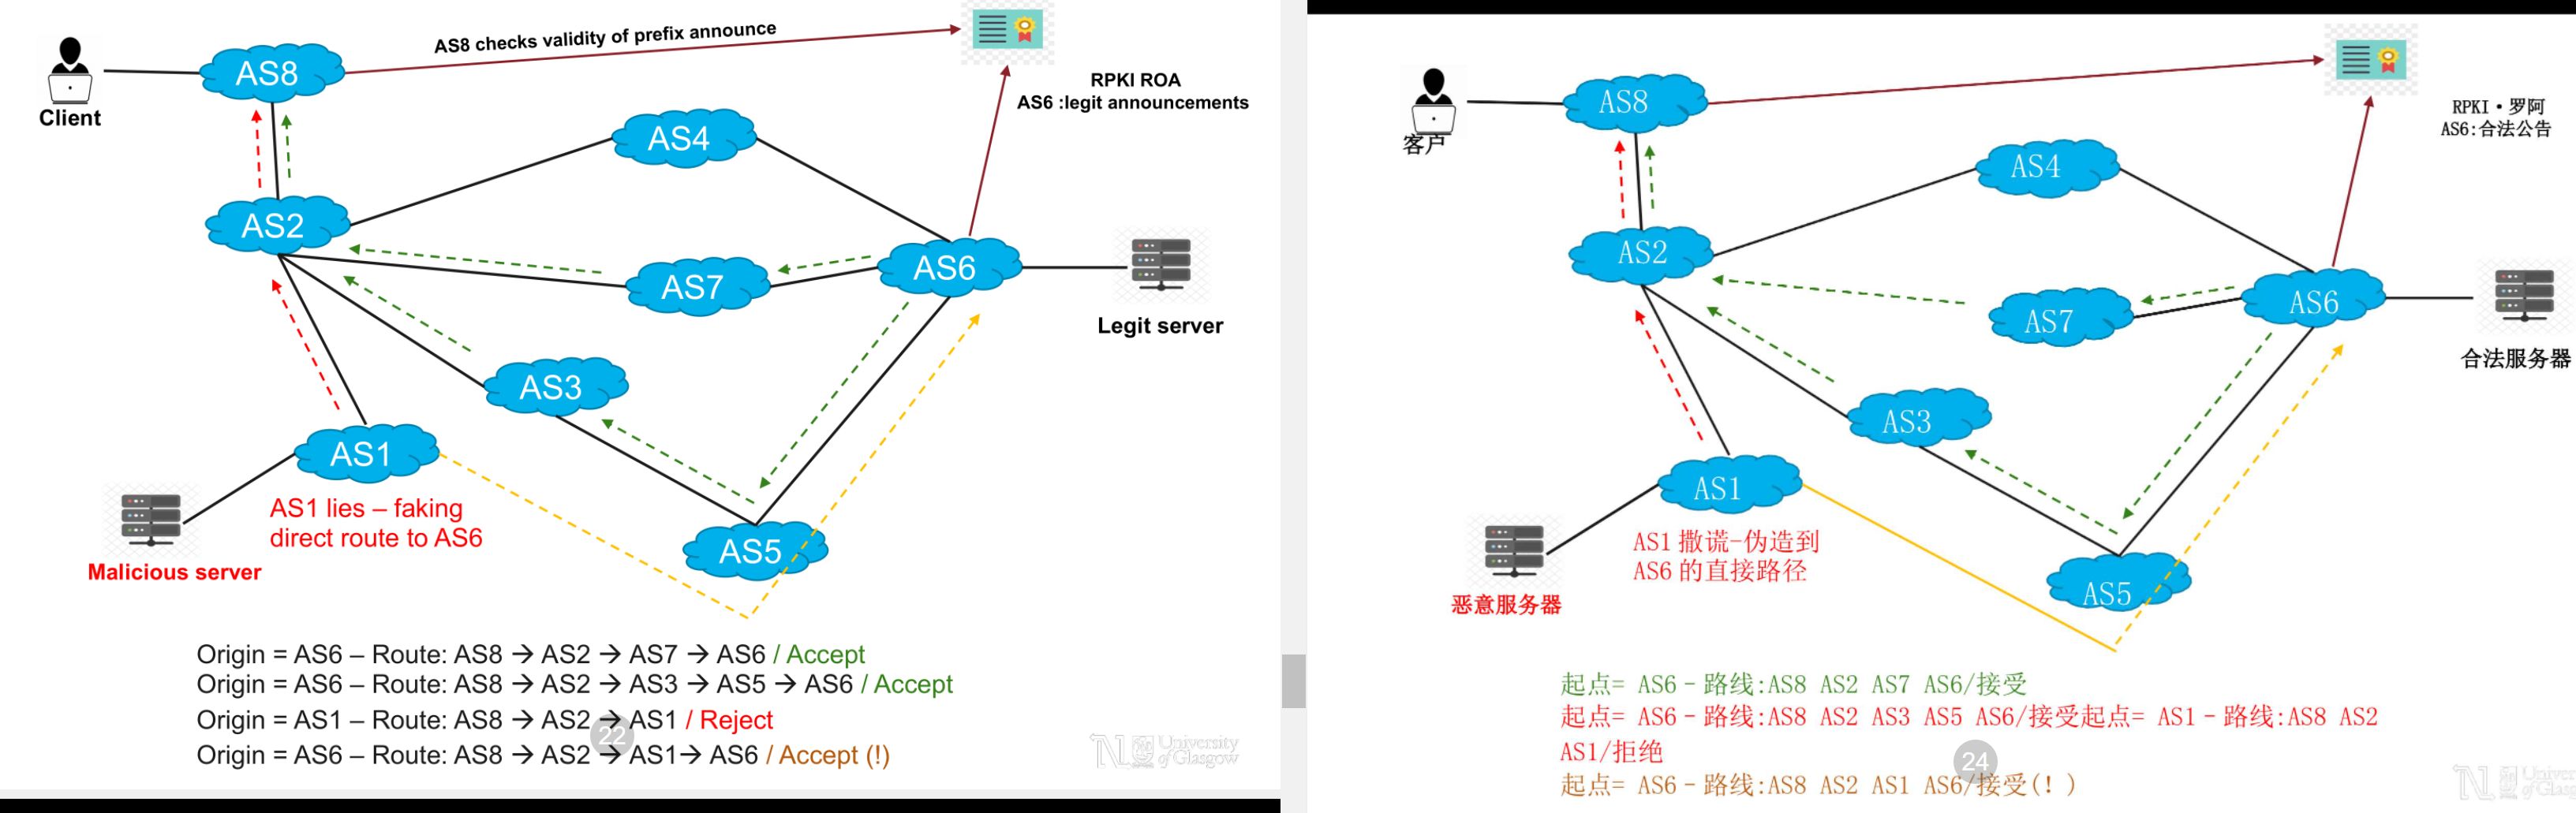 AS8 checks validity of prefix announce
AS8
Client
RPKI ROA
AS6 :legit announcements
AS4
AS2
AS6
AS7
Legit server
AS3
AS1
AS1 lies – faking
direct route to AS6
AS5
Malicious server
Origin = AS6 – Route: AS8 → AS2 → AS7 → AS6 / Accept
Origin = AS6 – Route: AS8 → AS2 → AS3 → AS5 → AS6 / Accept
Origin = AS1 – Route: AS8 → AS2 → AS1 / Reject
Origin = AS6 – Route: AS8 → AS2 → AS1→ AS6 / Accept (!)
22
University
of Glasgow
AS8
客户
RPKI·罗阿
AS6:合法公告
AS4
AS2
AS6
AS7
合法服务器
AS3
AS1
AS1 撒谎-伪造到
AS6 的直接路径
AS5
恶意服务器
起点= AS6–路线:AS8 AS2 AS7 AS6/接受
起点= AS6–路线:AS8 AS2 AS3 AS5 AS6/接受起点= AS1–路线:AS8 AS2
AS1/拒绝
起点= AS6–路线:AS8 AS2 AS1 AS6/接受(! )
24